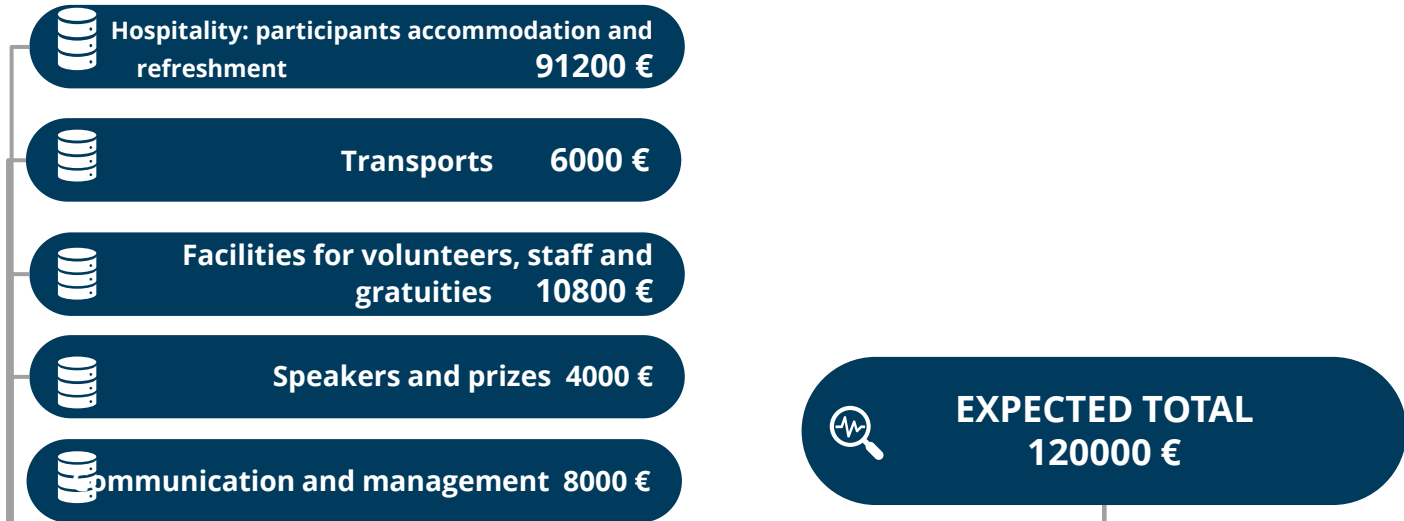 Hospitality: participants accommodation and
refreshment 91200 €
Transports 6000 €
Facilities for volunteers, staff and
gratuities 10800 €
Speakers and prizes 4000 €
Communication and management 8000 €
EXPECTED TOTAL
120000 €